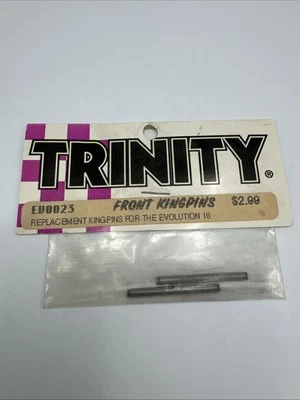 TRINITY®
EV0023 FRONT KINGPINS $2.99
REPLACEMENT KINGPINS FOR THE EVOLUTION 10